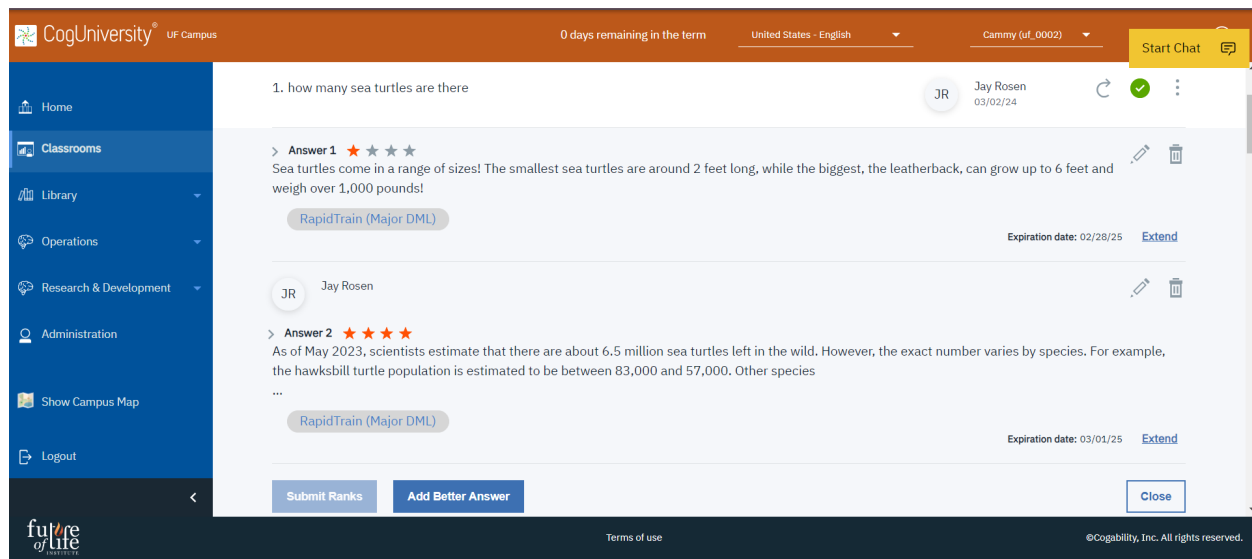 CogUniversity® UF Campus
0 days remaining in the term
United States - English
Cammy (uf_0002)
Start Chat
Home
Classrooms
Library
Operations
Research & Development
Administration
Show Campus Map
Logout
1. how many sea turtles are there
JR
Jay Rosen
03/02/24
Answer 1
Sea turtles come in a range of sizes! The smallest sea turtles are around 2 feet long, while the biggest, the leatherback, can grow up to 6 feet and
weigh over 1,000 pounds!
RapidTrain (Major DML)
Expiration date: 02/28/25 Extend
JR
Jay Rosen
Answer 2
As of May 2023, scientists estimate that there are about 6.5 million sea turtles left in the wild. However, the exact number varies by species. For example,
the hawksbill turtle population is estimated to be between 83,000 and 57,000. Other species
...
RapidTrain (Major DML)
Expiration date: 03/01/25 Extend
Submit Ranks
Add Better Answer
Close
future
of life
INSTITUTE
Terms of use
©Cogability, Inc. All rights reserved.